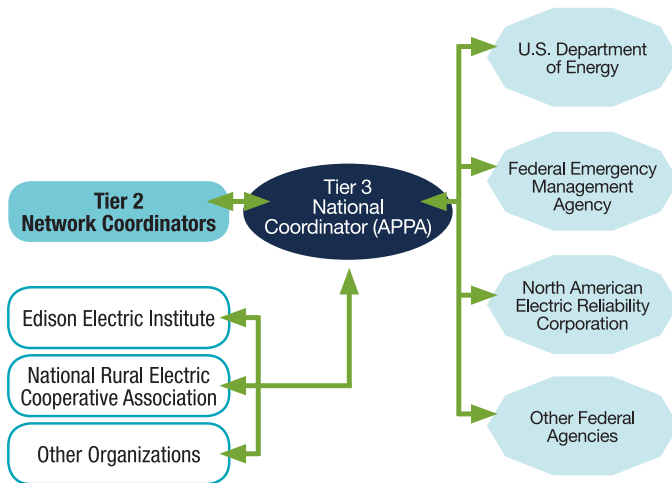 Tier 2
Network Coordinators
Edison Electric Institute
National Rural Electric
Cooperative Association
Other Organizations
Tier 3
National
Coordinator (APPA)
U.S. Department
of Energy
Federal Emergency
Management
Agency
North American
Electric Reliability
Corporation
Other Federal
Agencies